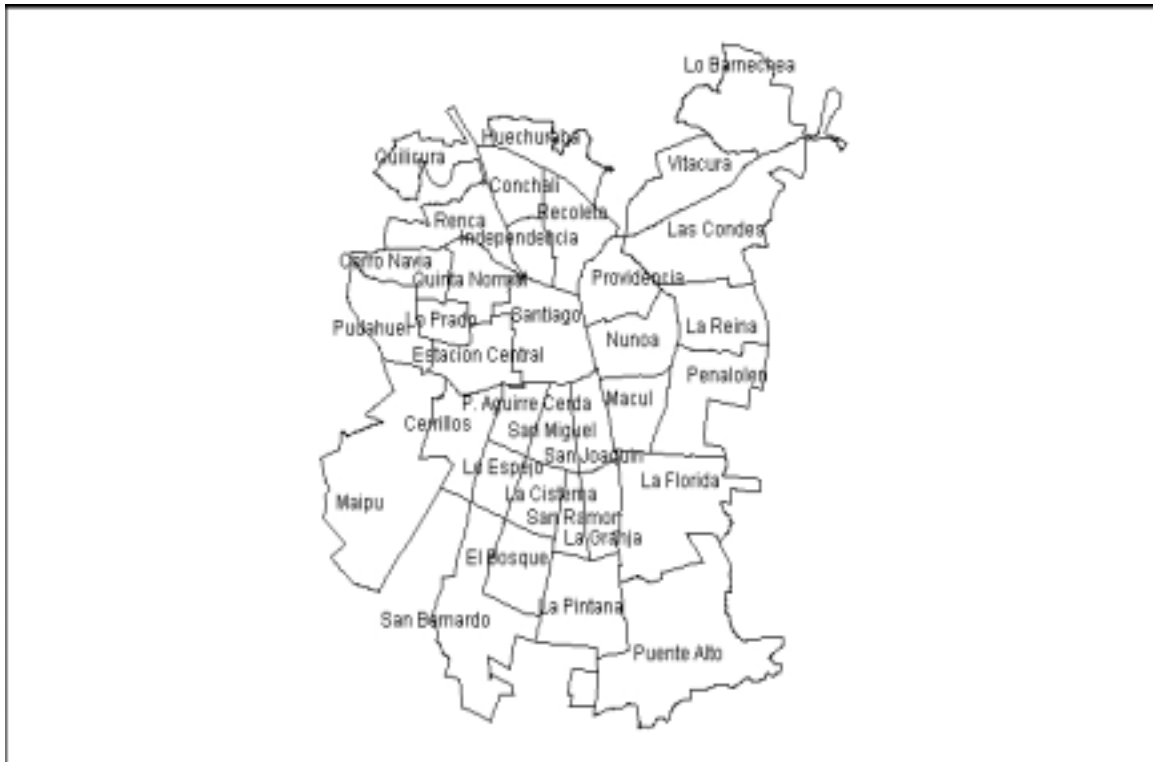 Lo Barnechea
Huechuraba
Quilicura
Vitacura
Conchali
Recoleta
Renca
Las Condes
Independencia
Cerro Navia
Quinta Normal
Providencia
Lo Prado
Santiago
Pudahuel
La Reina
Nunoa
Estacion Central
Penalolen
P. Aguirre Cerda
Macul
Cerrillos
San Miguel
San Joaquin
Lo Espejo
La Florida
La Cisterna
Maipu
San Ramon
La Granja
El Bosque
La Pintana
San Bernardo
Puente Alto